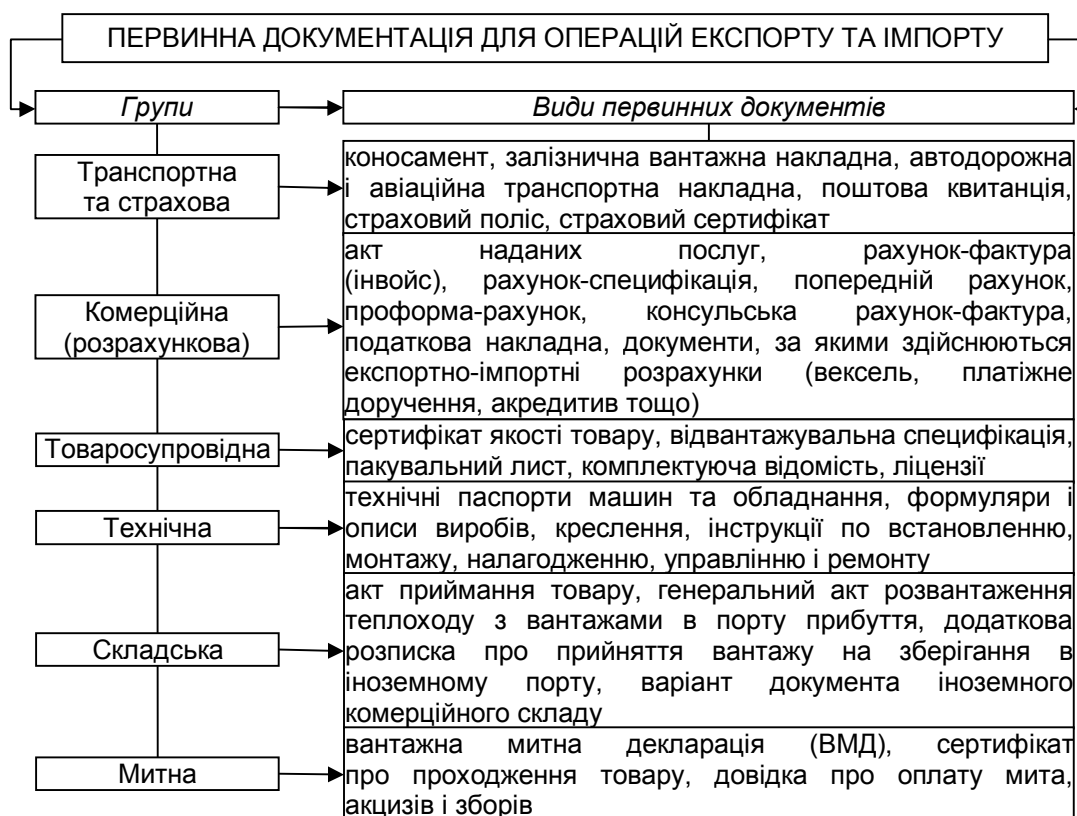 ПЕРВИННА ДОКУМЕНТАЦІЯ ДЛЯ ОПЕРАЦІЙ ЕКСПОРТУ ТА ІМПОРТУ
Групи
Види первинних документів
Транспортна
та страхова
коносамент, залізнична вантажна накладна, автодорожна
і авіаційна транспортна накладна, поштова квитанція,
страховий поліс, страховий сертифікат
Комерційна
(розрахункова)
акт наданих послуг, рахунок-фактура
(інвойс), рахунок-специфікація, попередній рахунок,
проформа-рахунок, консульська рахунок-фактура,
податкова накладна, документи, за якими здійснюються
експортно-імпортні розрахунки (вексель, платіжне
доручення, акредитив тощо)
Товаросупровідна
сертифікат якості товару, відвантажувальна специфікація,
пакувальний лист, комплектуюча відомість, ліцензії
Технічна
технічні паспорти машин та обладнання, формуляри і
описи виробів, креслення, інструкції по встановленню,
монтажу, налагодженню, управлінню і ремонту
Складська
акт приймання товару, генеральний акт розвантаження
теплоходу з вантажами в порту прибуття, додаткова
розписка про прийняття вантажу на зберігання в
іноземному порту, варіант документа іноземного
комерційного складу
Митна
вантажна митна декларація (ВМД), сертифікат
про проходження товару, довідка про оплату мита,
акцизів і зборів